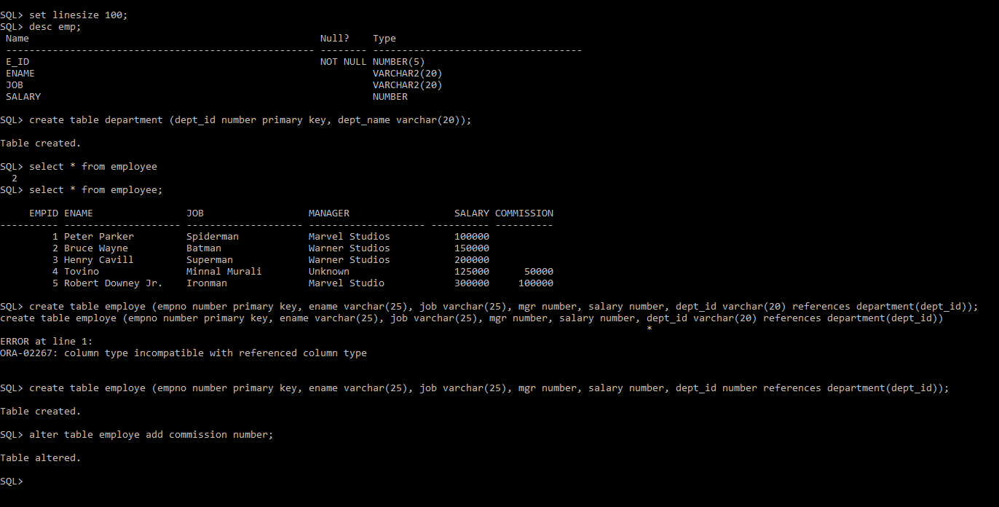 SQL> set linesize 100;
SQL> desc emp;
 Name                                                  Null?    Type
 ----------------------------------------------------- -------- ------------------------------------
 E_ID                                                  NOT NULL NUMBER(5)
 ENAME                                                          VARCHAR2(20)
 JOB                                                            VARCHAR2(20)
 SALARY                                                         NUMBER
SQL> create table department (dept_id number primary key, dept_name varchar(20));
Table created.
SQL> select * from employee
  2
SQL> select * from employee;
     EMPID ENAME                JOB                  MANAGER                  SALARY COMMISSION
---------- -------------------- -------------------- -------------------- ---------- ----------
         1 Peter Parker         Spiderman            Marvel Studios           100000
         2 Bruce Wayne          Batman               Warner Studios           150000
         3 Henry Cavill         Superman             Warner Studios           200000
         4 Tovino               Minnal Murali        Unknown                  125000      50000
         5 Robert Downey Jr.    Ironman              Marvel Studio            300000     100000
SQL> create table employe (empno number primary key, ename varchar(25), job varchar(25), mgr number, salary number, dept_id varchar(20) references department(dept_id));
create table employe (empno number primary key, ename varchar(25), job varchar(25), mgr number, salary number, dept_id varchar(20) references department(dept_id))
                                                                                                               *
ERROR at line 1:
ORA-02267: column type incompatible with referenced column type
SQL> create table employe (empno number primary key, ename varchar(25), job varchar(25), mgr number, salary number, dept_id number references department(dept_id));
Table created.
SQL> alter table employe add commission number;
Table altered.
SQL>